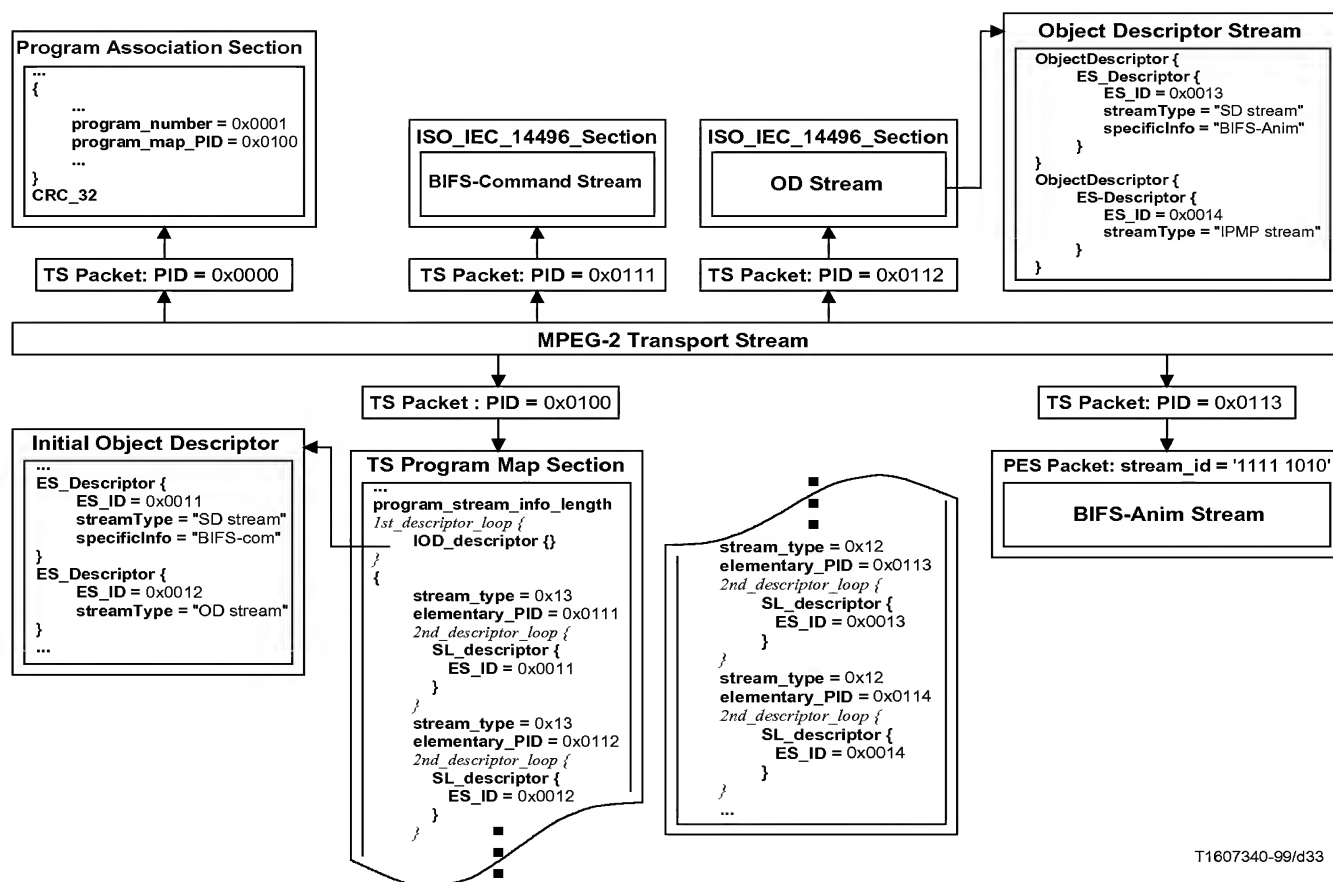 Program Association Section
...
{
...
program_number = 0x0001
program_map_PID = 0x0100
...
}
CRC_32
TS Packet: PID = 0x0000
ISO_IEC_14496_Section
BIFS-Command Stream
TS Packet: PID = 0x0111
ISO_IEC_14496_Section
OD Stream
TS Packet: PID = 0x0112
Object Descriptor Stream
ObjectDescriptor {
ES_Descriptor {
ES_ID = 0x0013
streamType = "SD stream"
specificInfo = "BIFS-Anim"
}
}
ObjectDescriptor {
ES-Descriptor {
ES_ID = 0x0014
streamType = "IPMP stream"
}
}
MPEG-2 Transport Stream
TS Packet : PID = 0x0100
TS Packet: PID = 0x0113
Initial Object Descriptor
...
ES_Descriptor {
ES_ID = 0x0011
streamType = "SD stream"
specificInfo = "BIFS-com"
}
ES_Descriptor {
ES_ID = 0x0012
streamType = "OD stream"
}
...
TS Program Map Section
...
program_stream_info_length
1st_descriptor_loop {
IOD_descriptor {}
}
{
stream_type = 0x13
elementary_PID = 0x0111
2nd_descriptor_loop {
SL_descriptor {
ES_ID = 0x0011
}
}
stream_type = 0x13
elementary_PID = 0x0112
2nd_descriptor_loop {
SL_descriptor {
ES_ID = 0x0012
}
}
stream_type = 0x12
elementary_PID = 0x0113
2nd_descriptor_loop {
SL_descriptor {
ES_ID = 0x0013
}
}
stream_type = 0x12
elementary_PID = 0x0114
2nd_descriptor_loop {
SL_descriptor {
ES_ID = 0x0014
}
}
...
PES Packet: stream_id = '1111 1010'
BIFS-Anim Stream
T1607340-99/d33